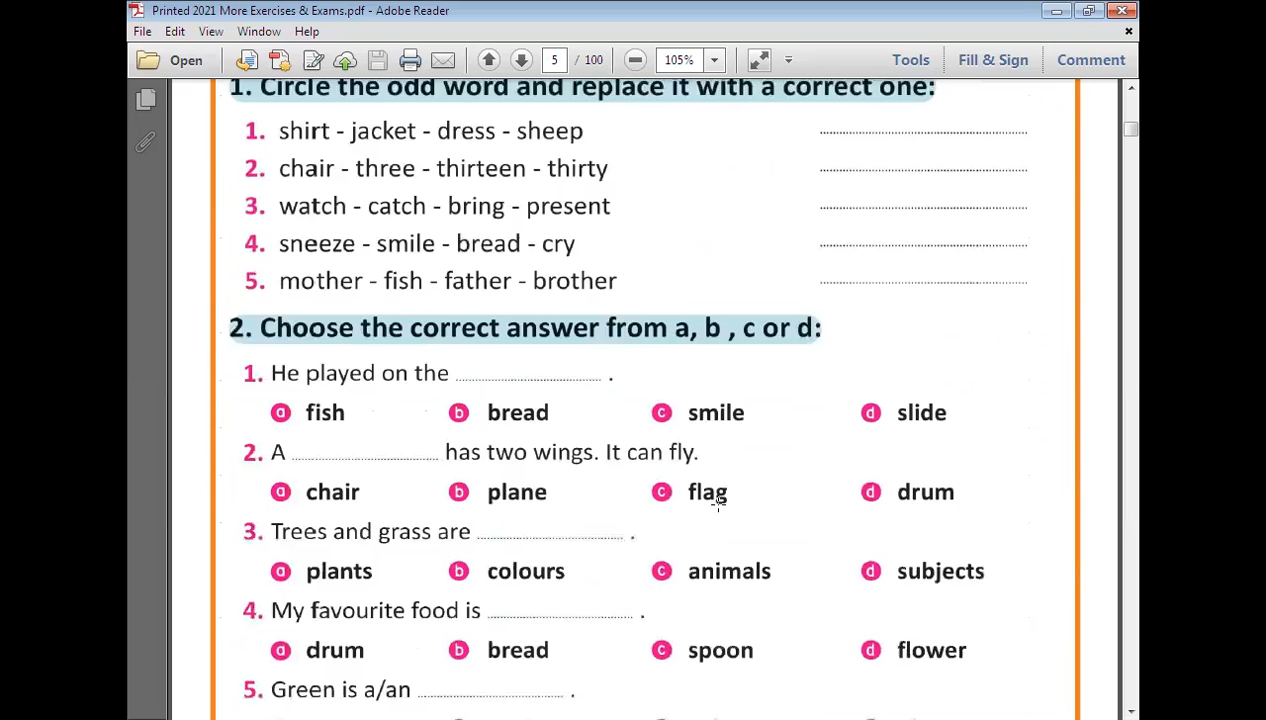 Printed 2021 More Exercises & Exams.pdf - Adobe Reader
File Edit View Window Help
Open 5 / 100 105% Tools Fill & Sign Comment
1. Circle the odd word and replace it with a correct one:
1. shirt - jacket - dress - sheep ............................................
2. chair - three - thirteen - thirty ............................................
3. watch - catch - bring - present ............................................
4. sneeze - smile - bread - cry ............................................
5. mother - fish - father - brother ............................................
2. Choose the correct answer from a, b , c or d:
1. He played on the ............................... .
a fish b bread c smile d slide
2. A ............................... has two wings. It can fly.
a chair b plane c flag d drum
3. Trees and grass are ............................... .
a plants b colours c animals d subjects
4. My favourite food is ............................... .
a drum b bread c spoon d flower
5. Green is a/an ............................... .